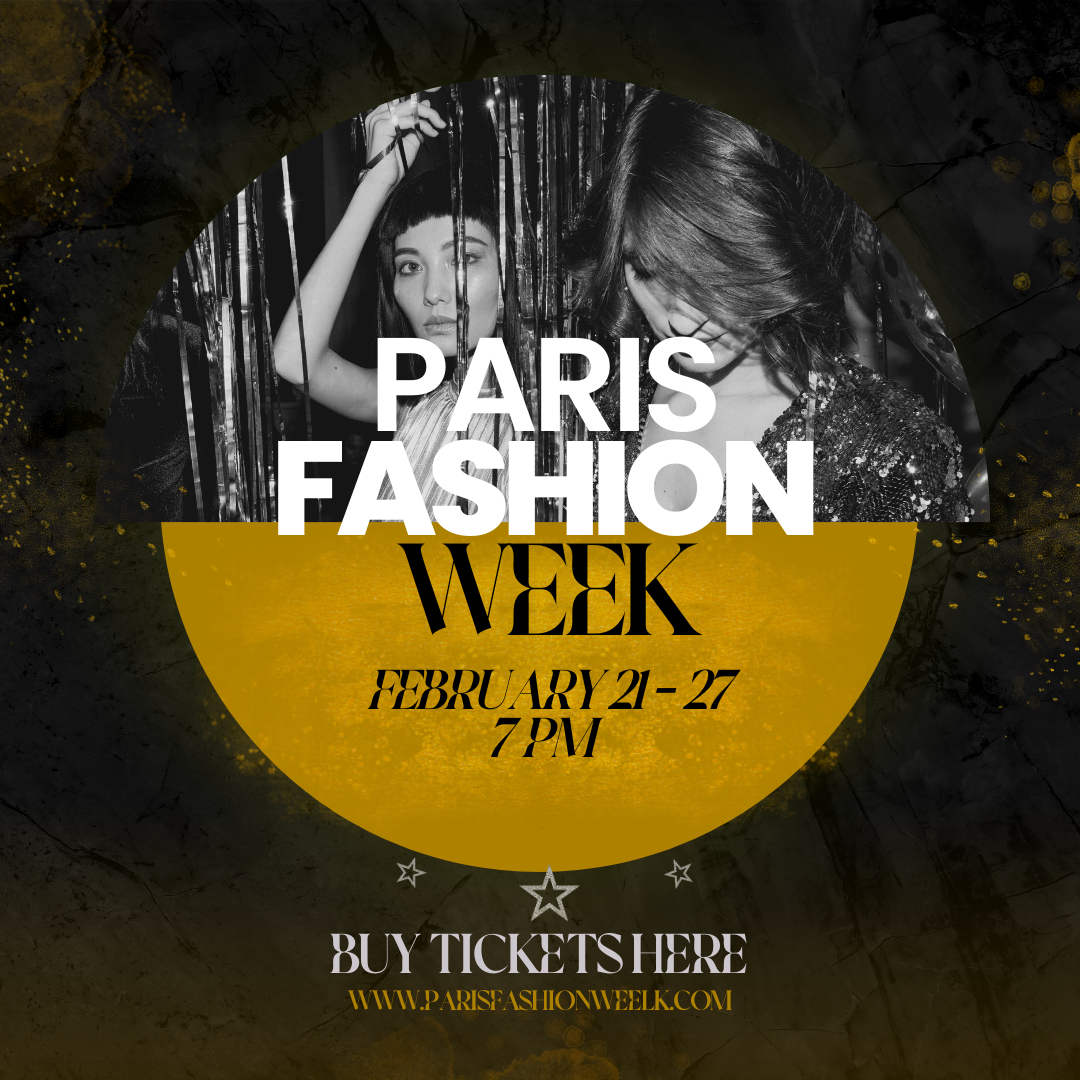 PARIS
FASHION
WEEK
FEBRUARY 21 - 27
7 PM
BUY TICKETS HERE
WWW.PARISFASHIONWEELK.COM